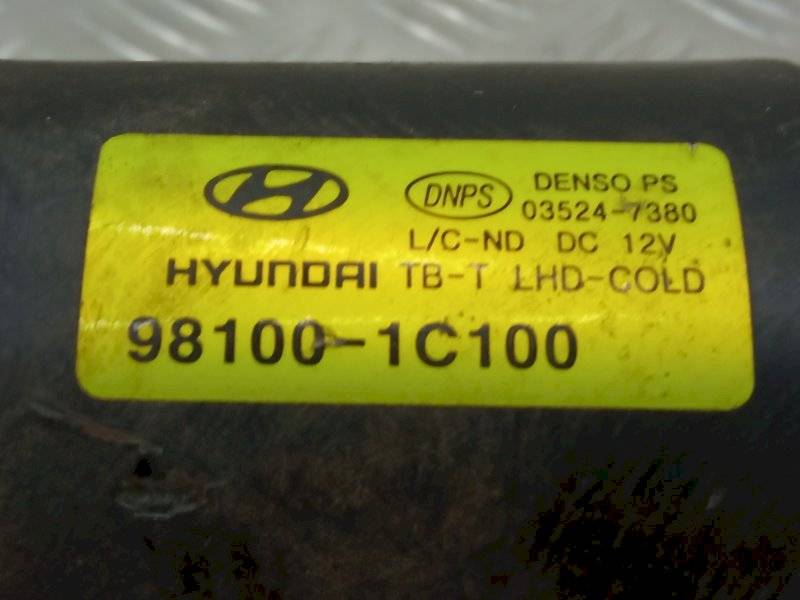 DNPS DENSO PS
03524-7380
L/C-ND DC 12V
HYUNDAI TB-T LHD-COLD
98100-1C100